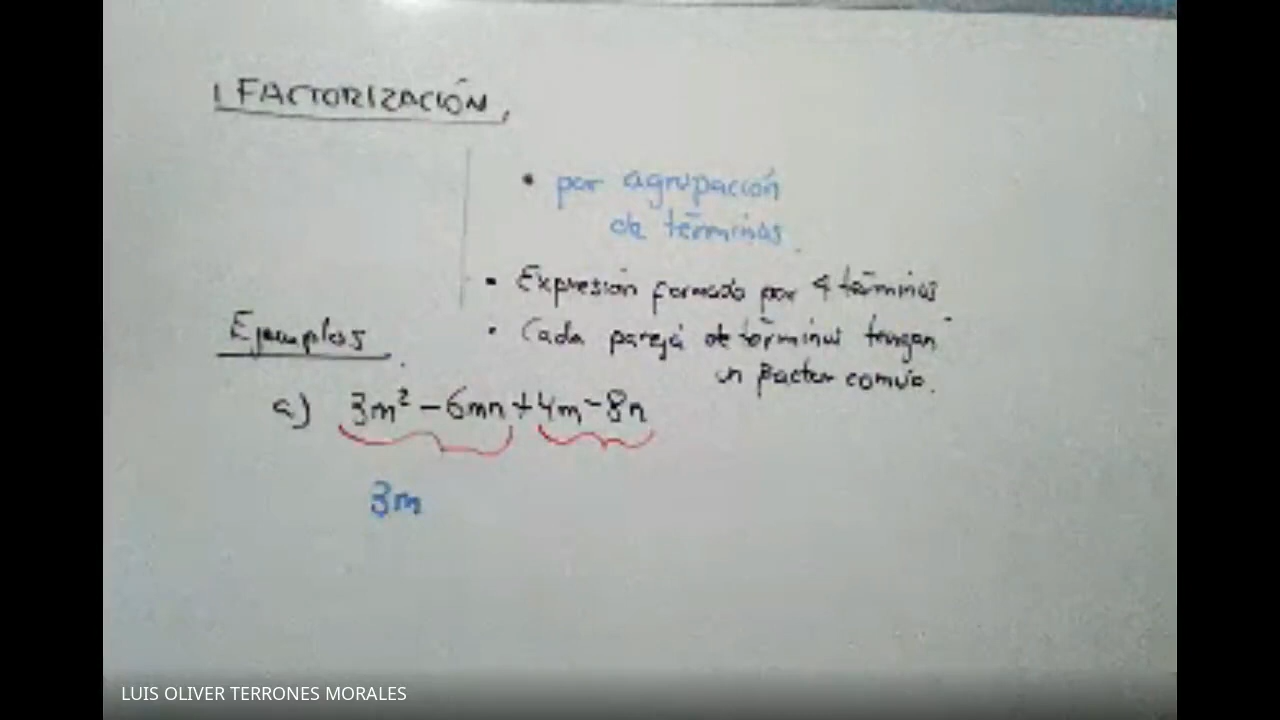 1 FACTORIZACIÓN.
• por agrupación
de términos.
• Expresión formado por 4 términos
• Cada pareja de términos tengan
un factor común.
Ejemplos.
a) 3m² - 6mn + 4m - 8n
3m
LUIS OLIVER TERRONES MORALES